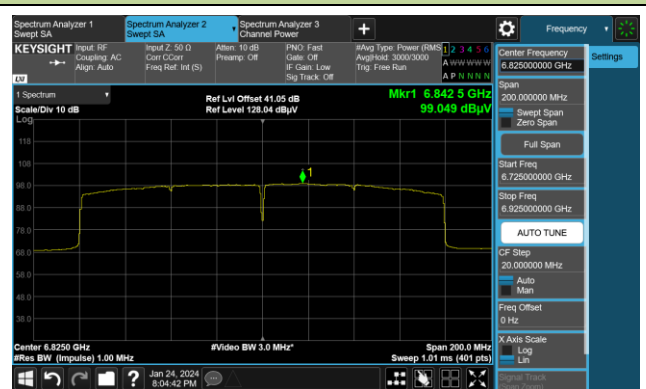 Spectrum Analyzer 1
Swept SA
Spectrum Analyzer 2
Swept SA
Spectrum Analyzer 3
Channel Power
Frequency
KEYSIGHT
Input: RF
Coupling: AC
Align: Auto
Input Z: 50 Ω
Corr CCorr
Freq Ref: Int (S)
Atten: 10 dB
Preamp: Off
PNO: Fast
Gate: Off
IF Gain: Low
Sig Track: Off
#Avg Type: Power (RMS
Avg|Hold: 3000/3000
Trig: Free Run
1 2 3 4 5 6
A W W W W W
A P N N N N
LV
1 Spectrum
Scale/Div 10 dB
Log
Ref Lvl Offset 41.05 dB
Ref Level 128.04 dBµV
Mkr1 6.842 5 GHz
99.049 dBµV
118
108
98.0
88.0
78.0
68.0
58.0
48.0
38.0
1
Center 6.8250 GHz
#Res BW (Impulse) 1.00 MHz
#Video BW 3.0 MHz*
Span 200.0 MHz
Sweep 1.01 ms (401 pts)
Center Frequency
6.825000000 GHz
Settings
Span
200.000000 MHz
Swept Span
Zero Span
Full Span
Start Freq
6.725000000 GHz
Stop Freq
6.925000000 GHz
AUTO TUNE
CF Step
20.000000 MHz
Auto
Man
Freq Offset
0 Hz
X Axis Scale
Log
Lin
Signal Track
(Span Zoom)
?
Jan 24, 2024
8:04:42 PM